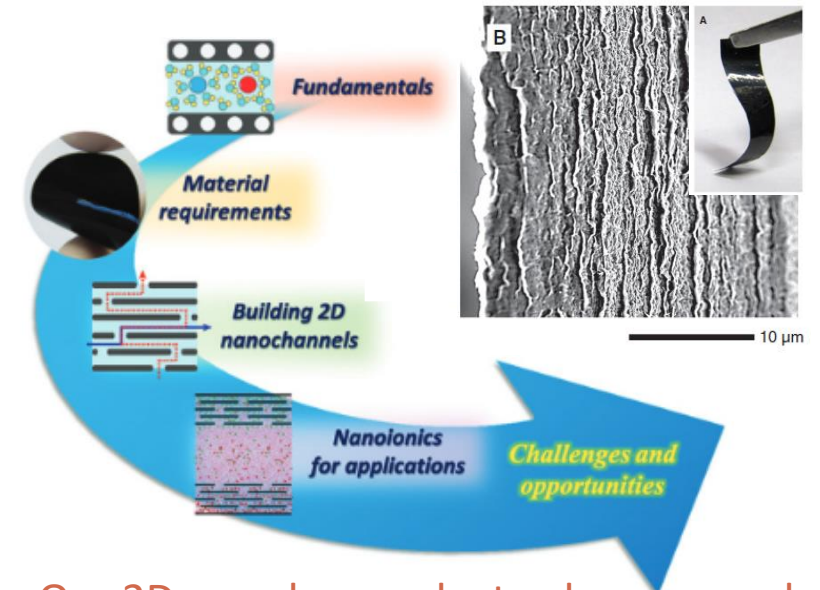 Fundamentals
Material
requirements
Building 2D
nanochannels
Nanoionics
for applications
Challenges and
opportunities
B
A
10 µm